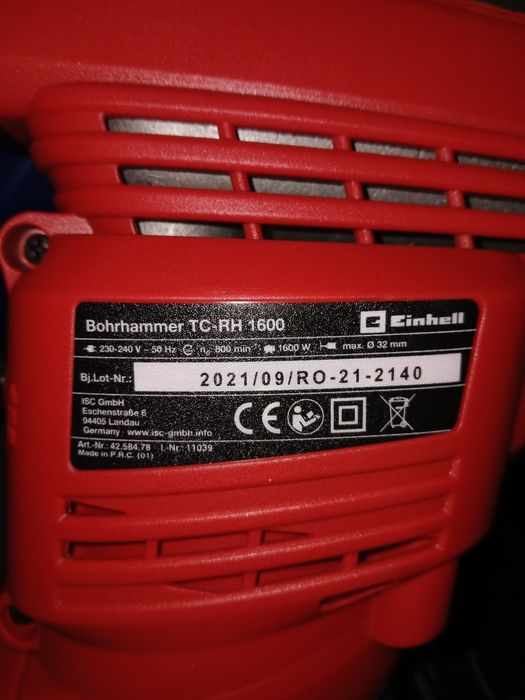 Bohrhammer TC-RH 1600
Einhell
230-240 V ~ 50 Hz n₀ 800 min⁻¹ 1600 W max. Ø 32 mm
Bj.Lot-Nr.: 2021/09/RO-21-2140
ISC GmbH
Eschenstraße 6
94405 Landau
Germany · www.isc-gmbh.info
CE
Art.-Nr.: 42.584.78 I.-Nr.: 11039
Made in P.R.C. (01)